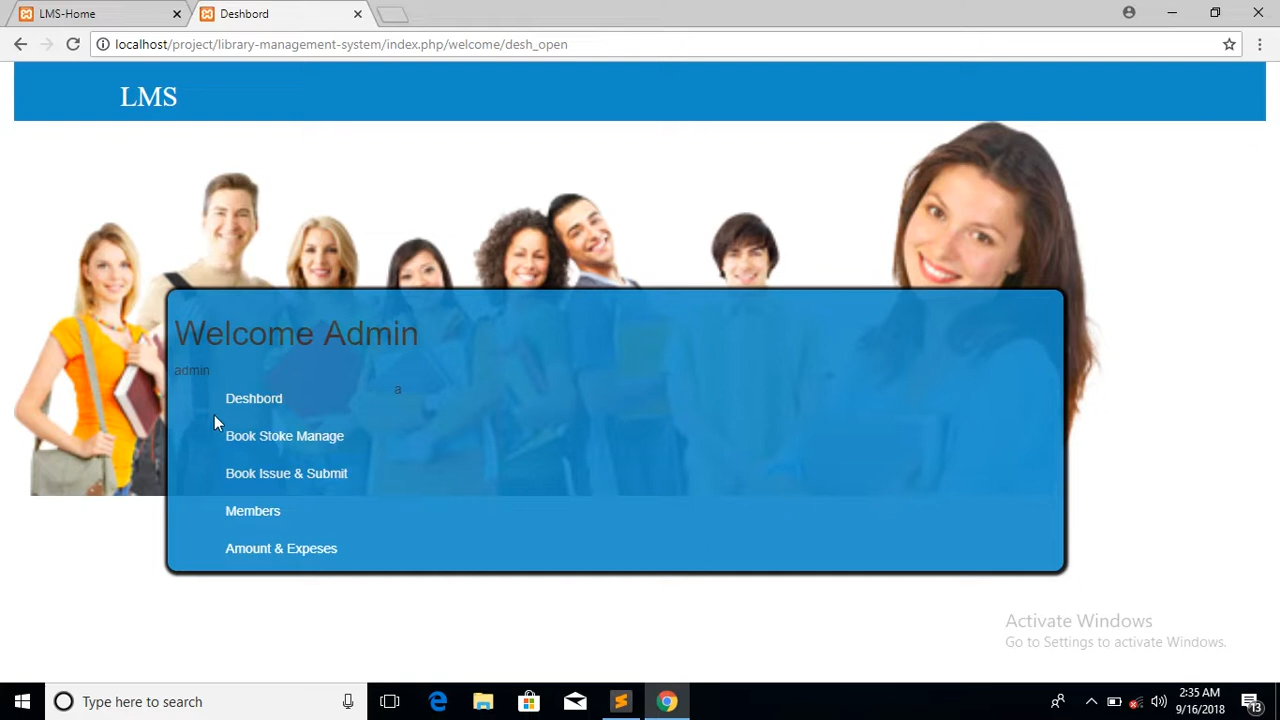 LMS-Home
Deshbord
localhost/project/library-management-system/index.php/welcome/desh_open
LMS
Welcome Admin
admin
a
Deshbord
Book Stoke Manage
Book Issue & Submit
Members
Amount & Expeses
Activate Windows
Go to Settings to activate Windows.
Type here to search
2:35 AM
9/16/2018
13